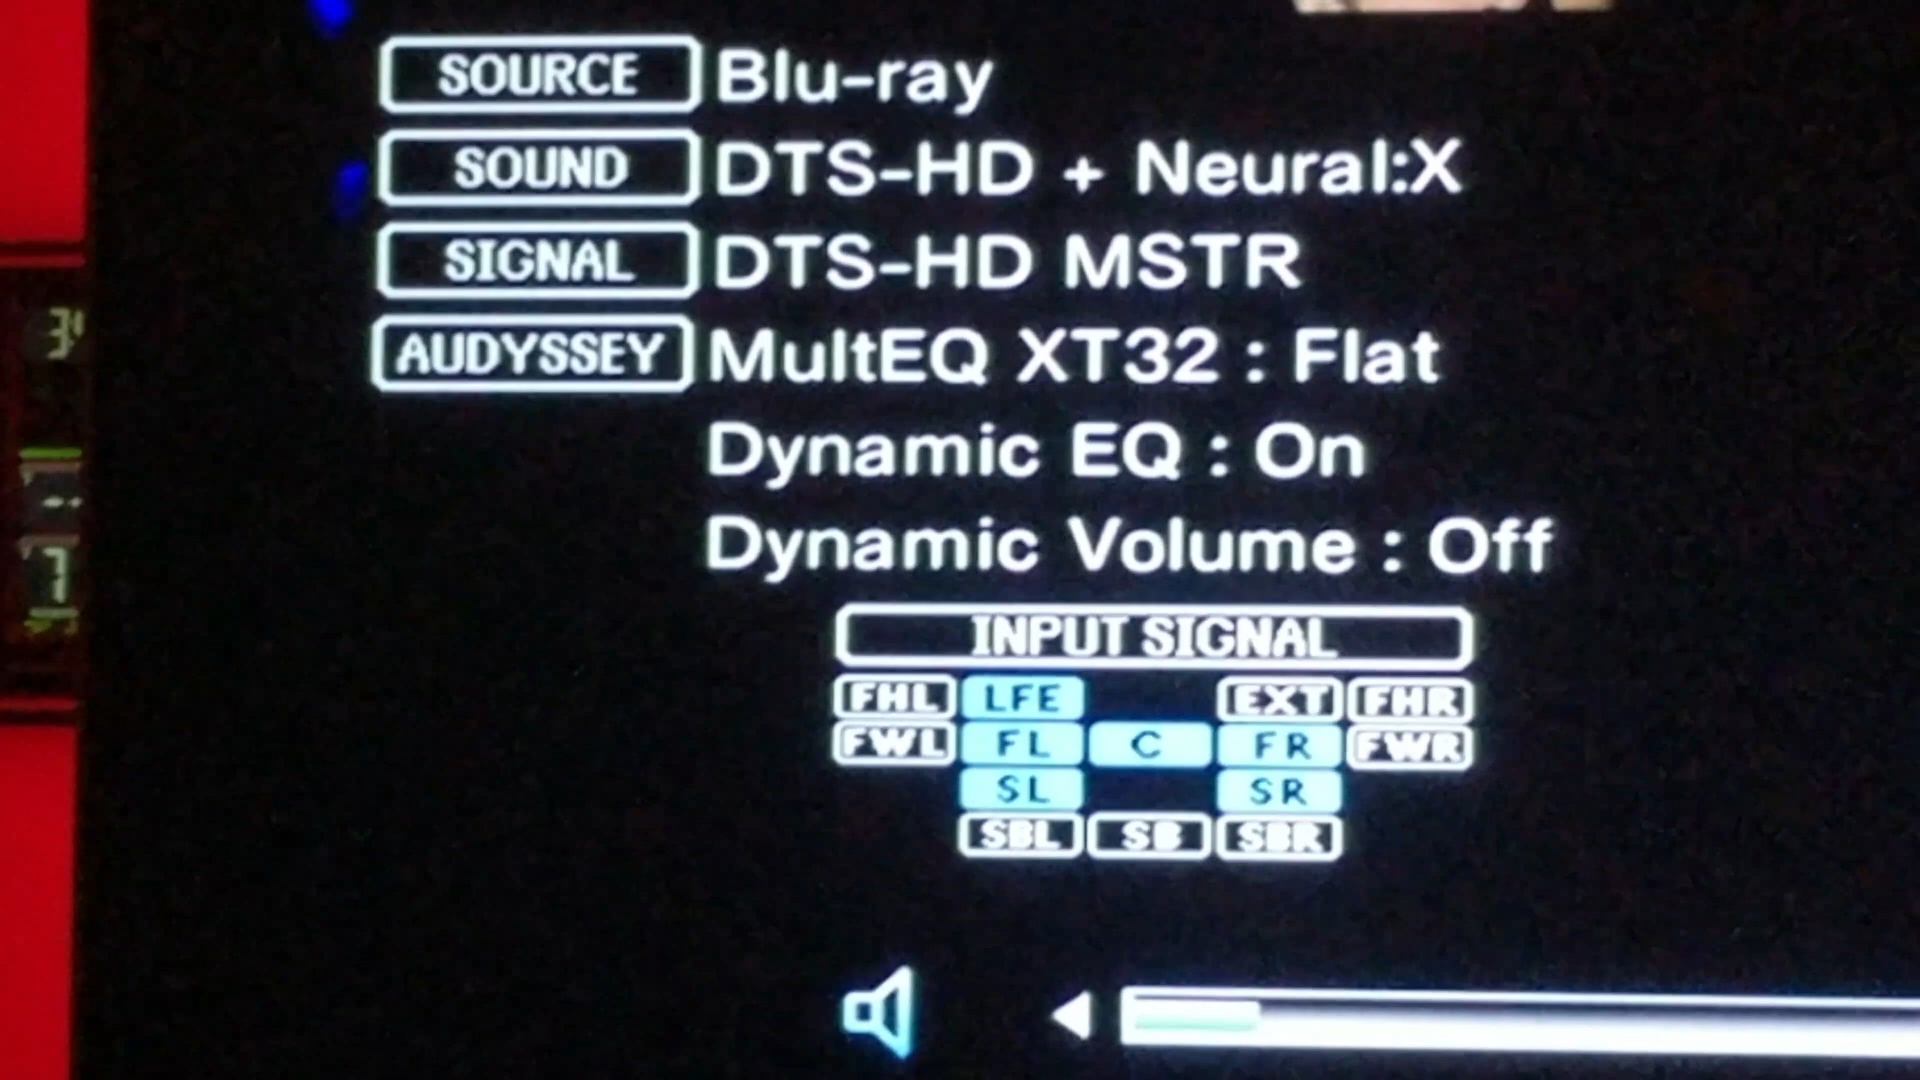 SOURCE Blu-ray
SOUND DTS-HD + Neural:X
SIGNAL DTS-HD MSTR
AUDYSSEY MultEQ XT32 : Flat
Dynamic EQ : On
Dynamic Volume : Off
INPUT SIGNAL
FHL LFE EXT FHR
FWL FL C FR FWR
SL SR
SBL SB SBR